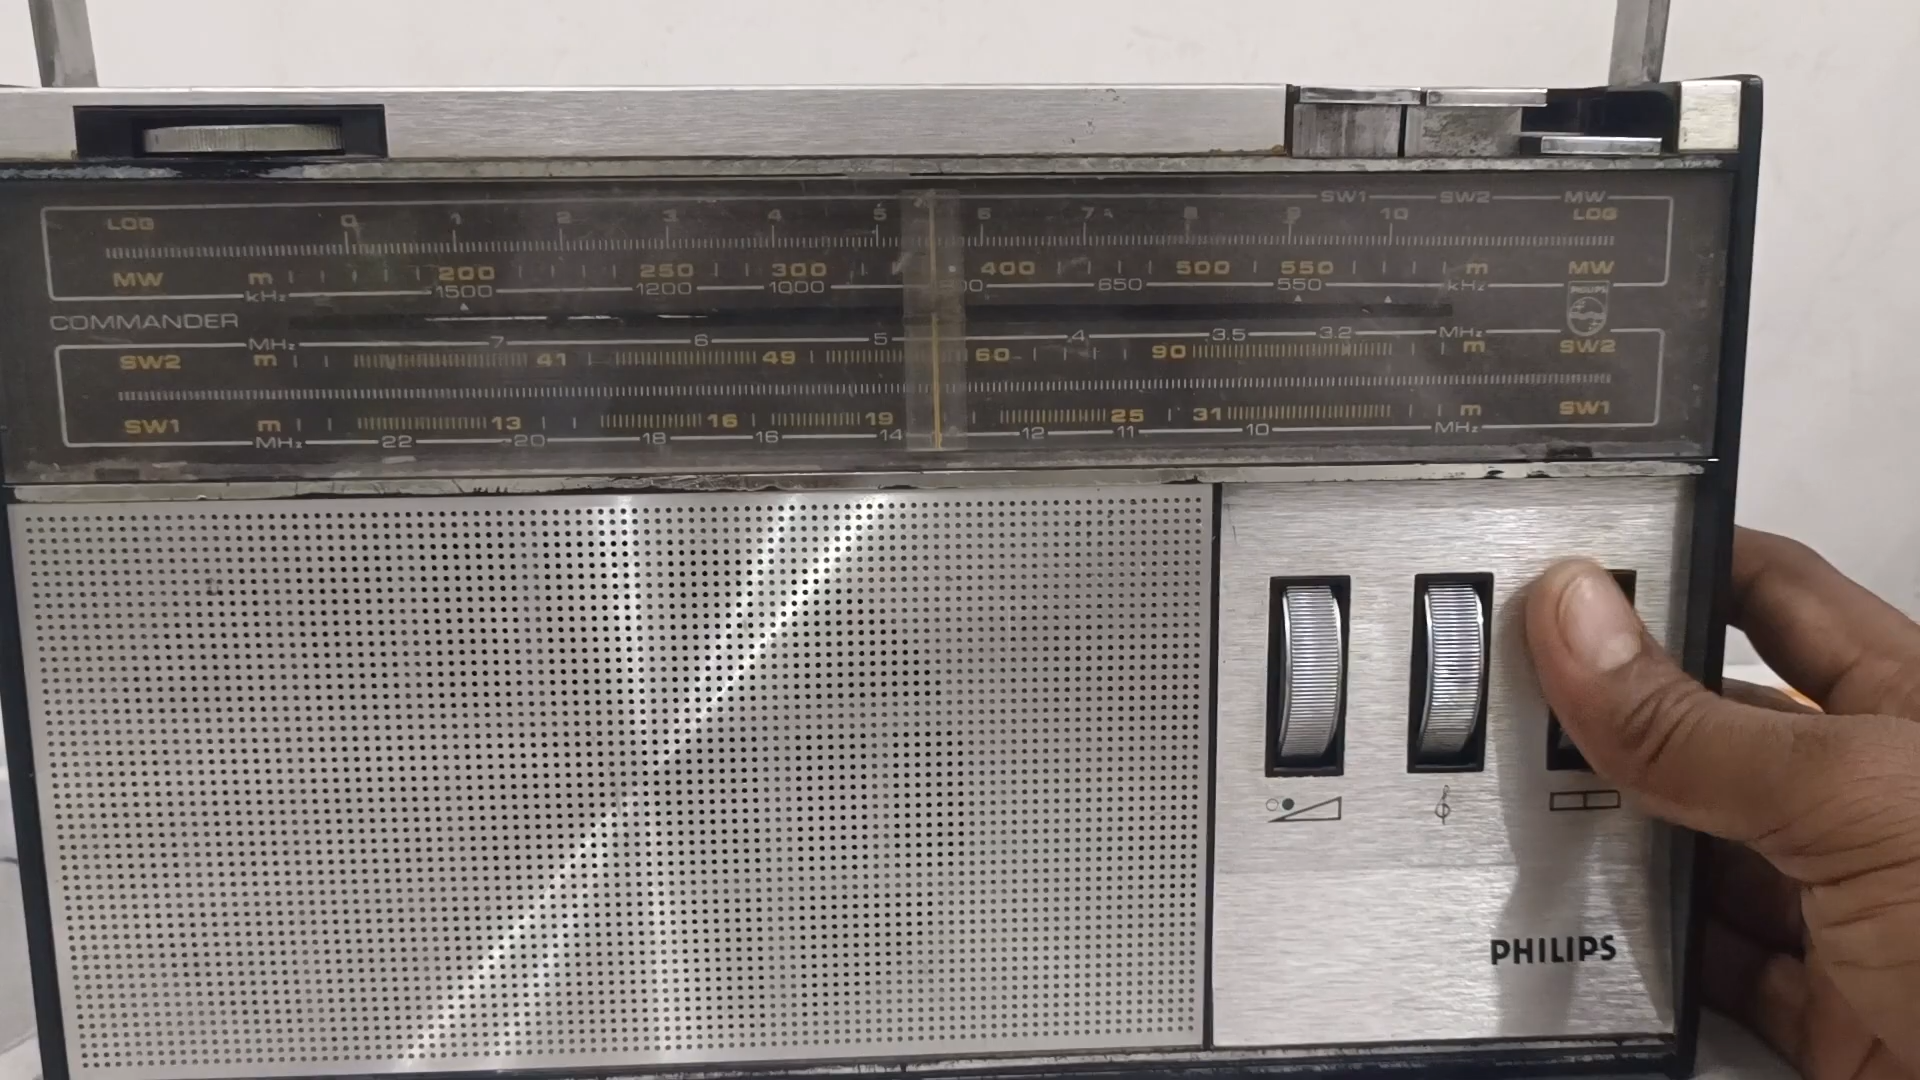 SW1 SW2 MW
LOG 0 1 2 3 4 5 6 7 8 9 10 LOG
MW m 200 250 300 400 500 550 m MW
kHz 1500 1200 1000 650 550 kHz
PHILIPS
COMMANDER
MHz 7 6 5 4 3.5 3.2 MHz
SW2 m 41 49 60 90 m SW2
SW1 m 13 16 19 25 31 m SW1
MHz 22 20 18 16 14 12 11 10 MHz
PHILIPS